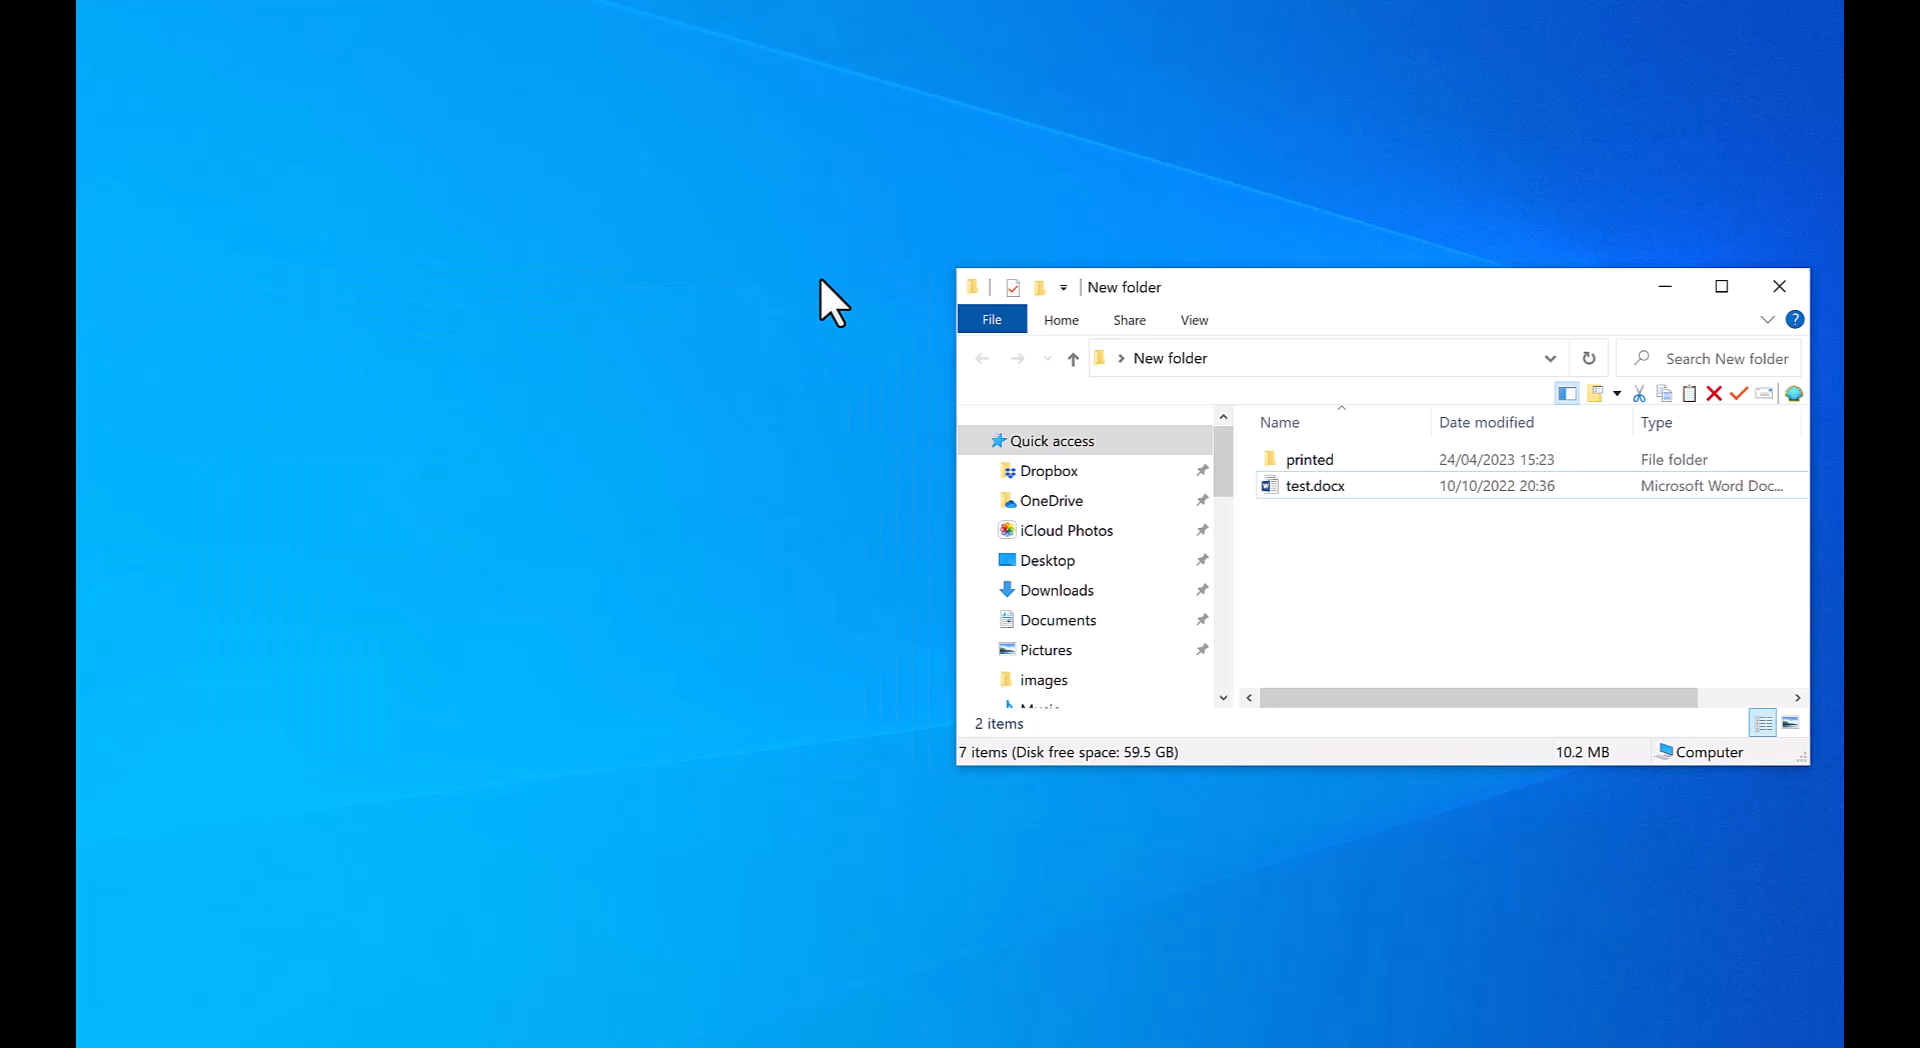 New folder
File Home Share View ?
New folder Search New folder
Name Date modified Type
Quick access
Dropbox
OneDrive
iCloud Photos
Desktop
Downloads
Documents
Pictures
images
printed 24/04/2023 15:23 File folder
test.docx 10/10/2022 20:36 Microsoft Word Doc...
2 items
7 items (Disk free space: 59.5 GB) 10.2 MB Computer